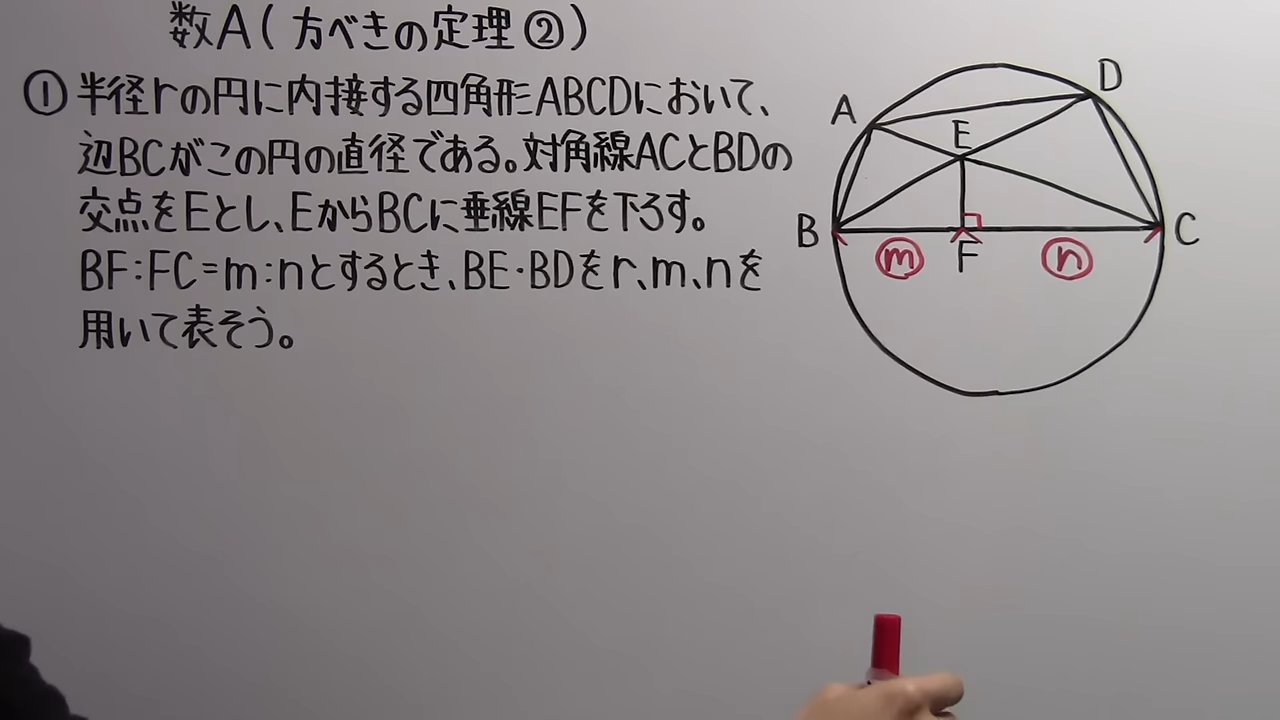 数A(方べきの定理②)
①半径rの円に内接する四角形ABCDにおいて、
辺BCがこの円の直径である。対角線ACとBDの
交点をEとし、EからBCに垂線EFを下ろす。
BF:FC=m:nとするとき、BE・BDをr、m、nを
用いて表そう。
D
A
E
B
C
F
m
n